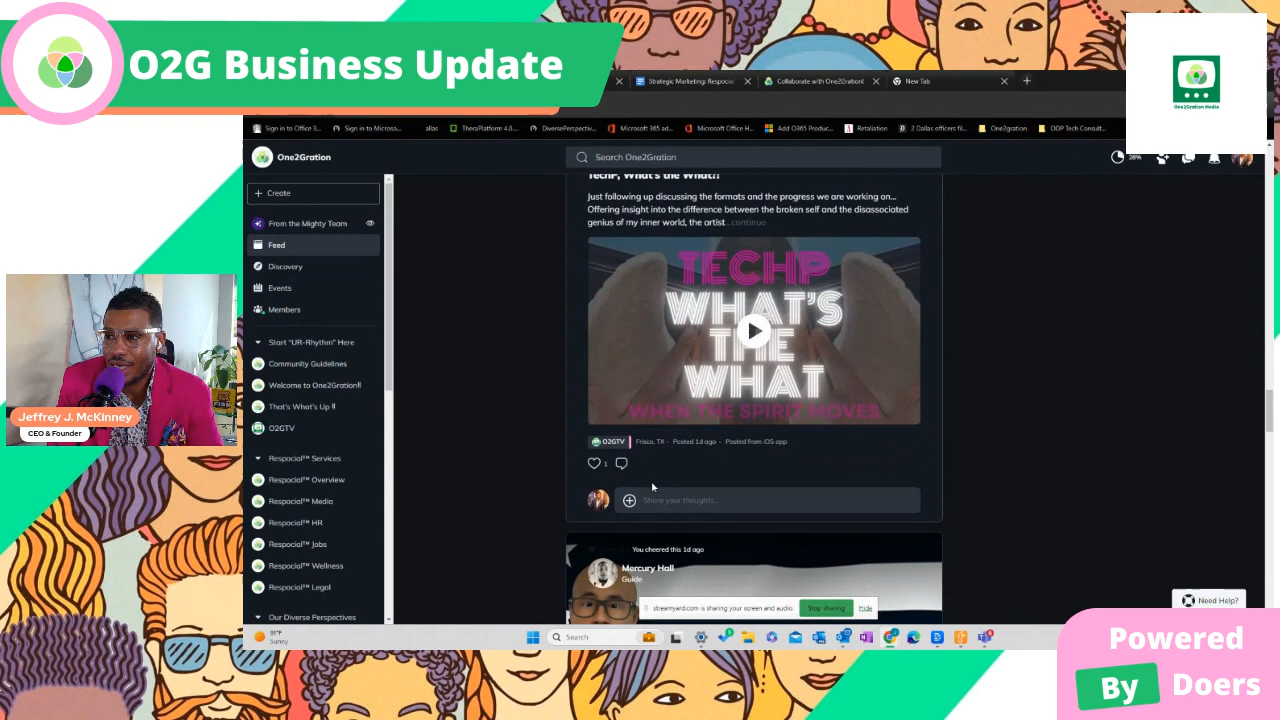 O2G Business Update
One2Gration Media
Strategic Marketing: Respocia
Collaborate with One2Gration!
New Tab
Sign in to Office 3...
Sign in to Microso...
alias
TheraPlatform 4.0...
DiversePerspectiv...
Microsoft 365 ad...
Microsoft Office H...
Add O365 Produc...
Retaliation
2 Dallas officers fil...
One2gration
ODP Tech Consult...
One2Gration
Search One2Gration
28%
Create
From the Mighty Team
Feed
Discovery
Events
Members
Start "UR-Rhythm" Here
Community Guidelines
Welcome to One2Gration!!
That's What's Up !!
O2GTV
Respocial™ Services
Respocial™ Overview
Respocial™ Media
Respocial™ HR
Respocial™ Jobs
Respocial™ Wellness
Respocial™ Legal
Our Diverse Perspectives
TechP, What's the What!!
Just following up discussing the formats and the progress we are working on...
Offering insight into the difference between the broken self and the disassociated
genius of my inner world, the artist...continue
TECHP
WHAT'S
THE
WHAT
WHEN THE SPIRIT MOVES
O2GTV Frisco, TX • Posted 1d ago • Posted from iOS app
1
Share your thoughts...
You cheered this 1d ago
Mercury Hall
Guide
streamyard.com is sharing your screen and audio.
Stop sharing
Hide
Need Help?
Jeffrey J. McKinney
CEO & Founder
91°F
Sunny
Search
Powered
By Doers